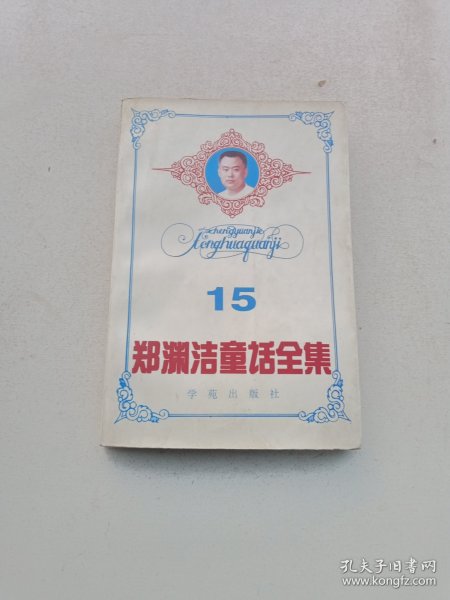 zhengyuanjie
tonghuaquanji
15
郑渊洁童话全集
学苑出版社
孔夫子旧书网
www.kongfz.com